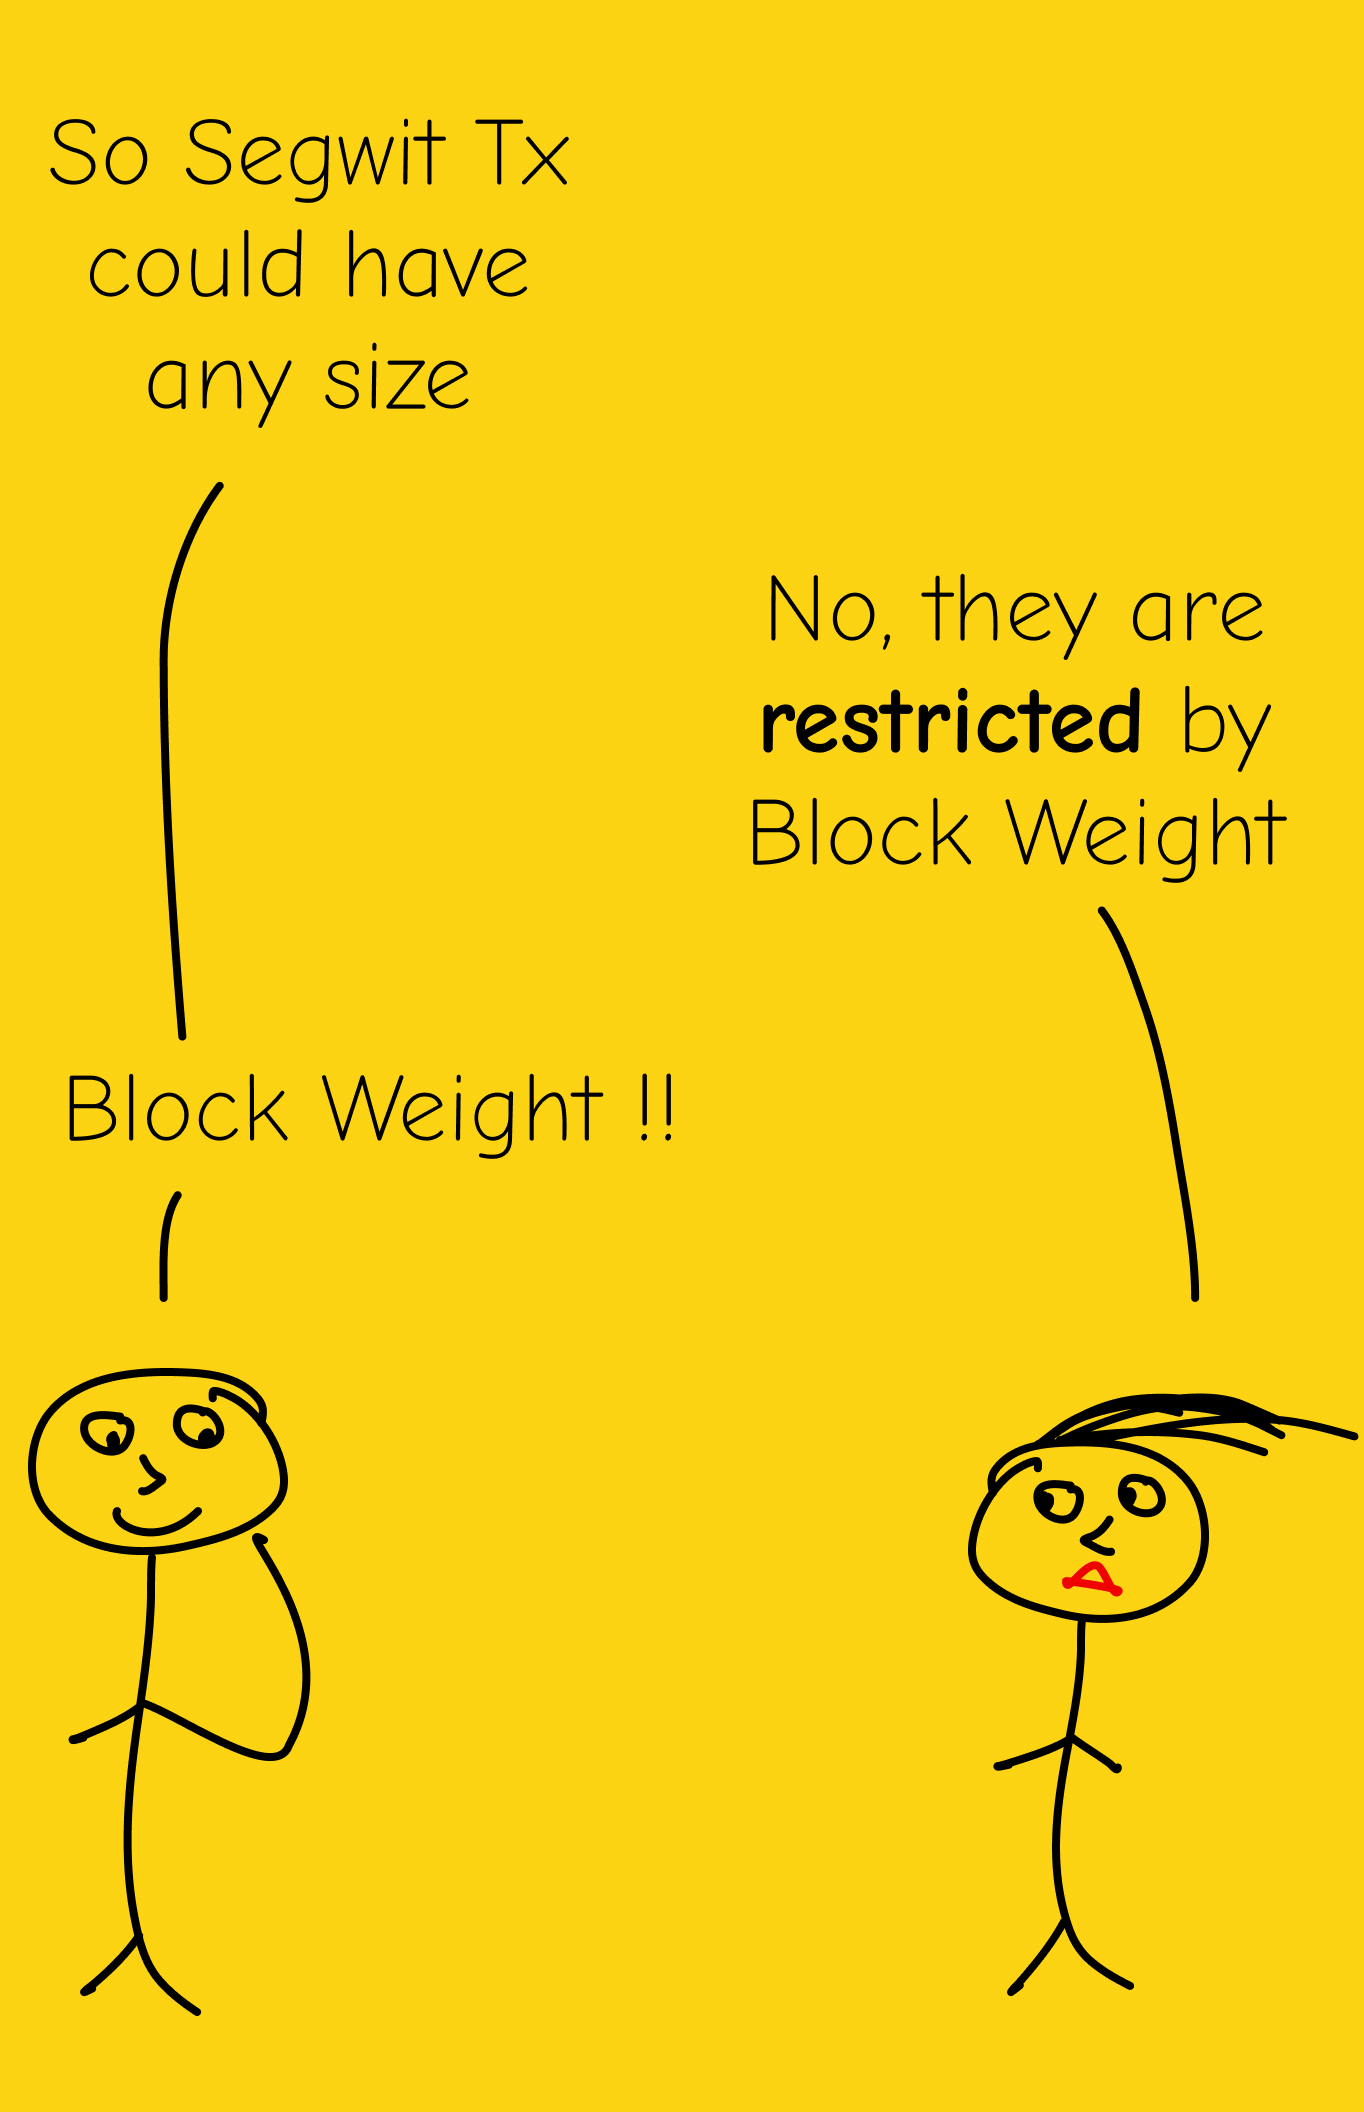 So Segwit Tx
could have
any size
No, they are
restricted by
Block Weight
Block Weight !!